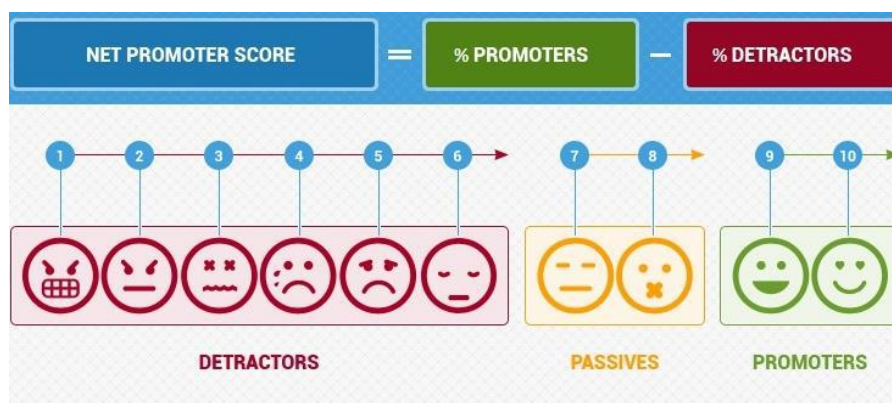 NET PROMOTER SCORE = % PROMOTERS — % DETRACTORS
1 2 3 4 5 6 7 8 9 10
DETRACTORS PASSIVES PROMOTERS